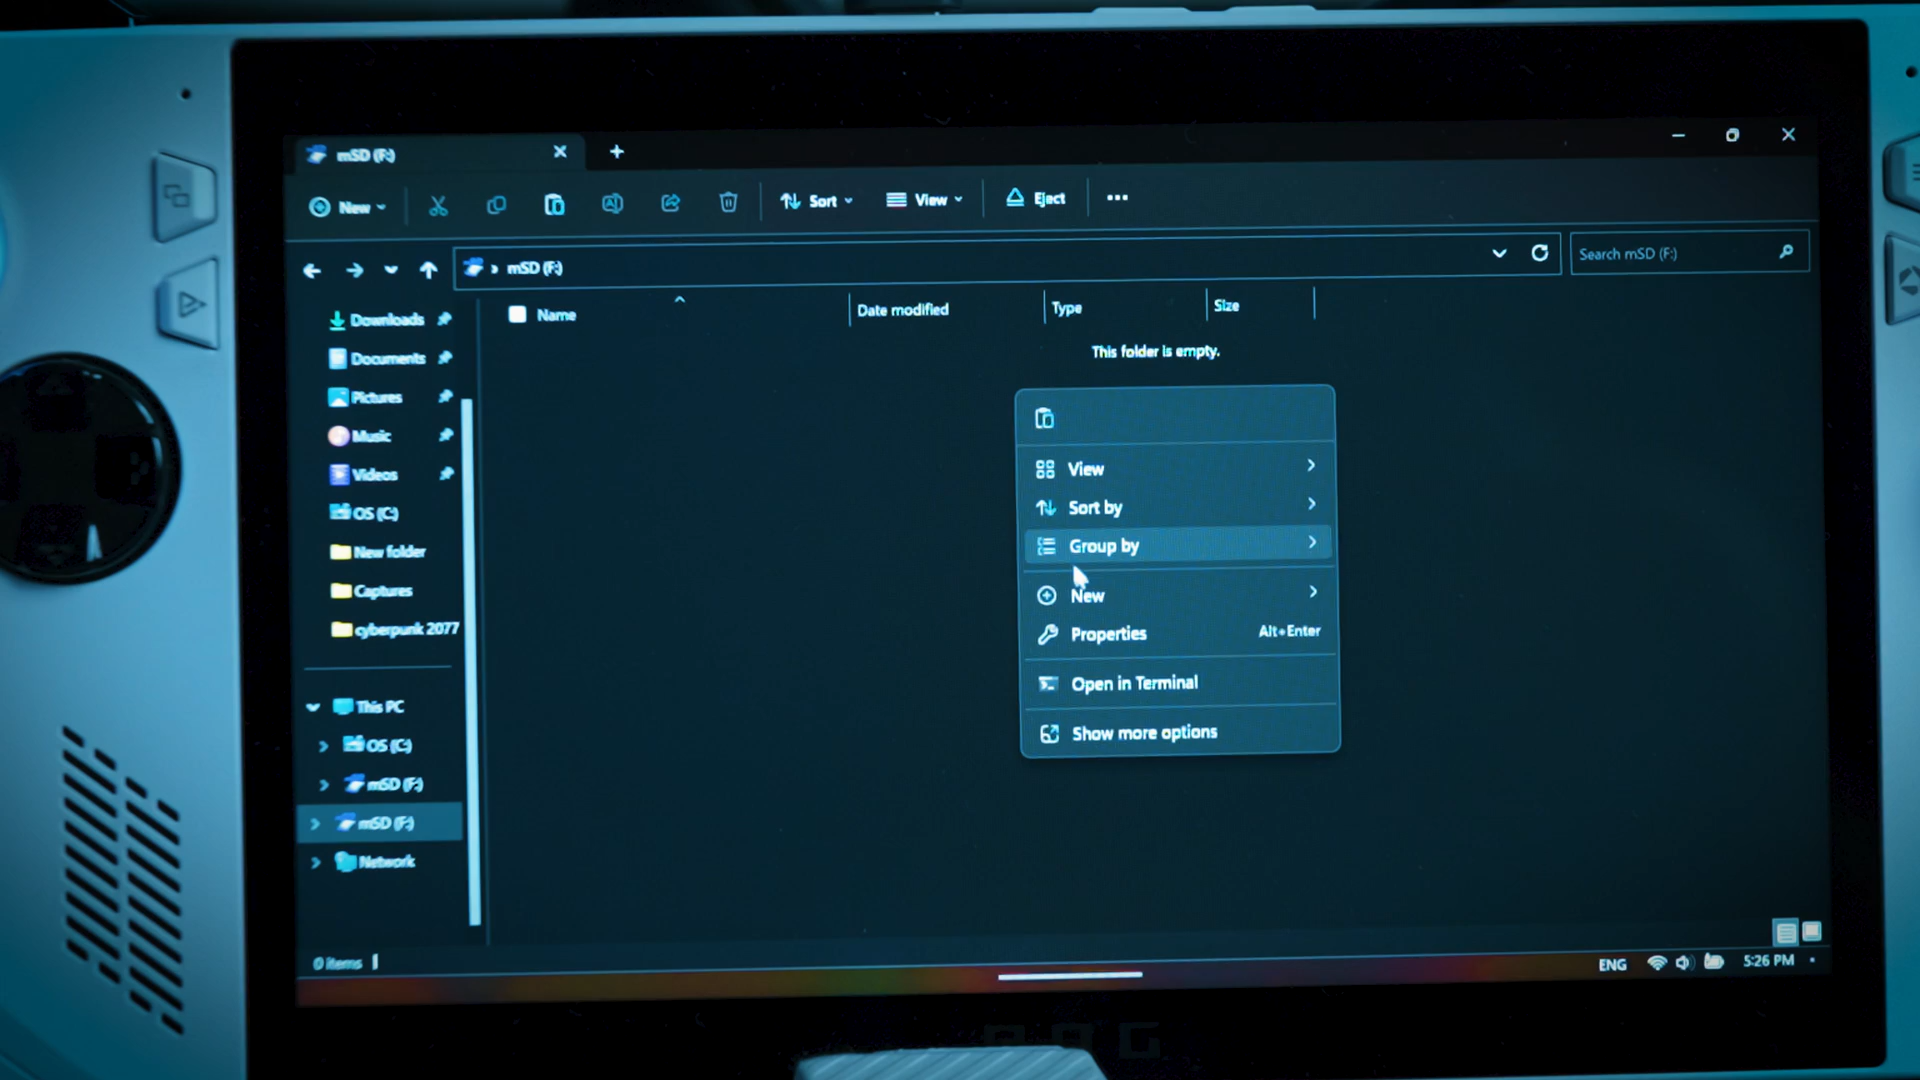 mSD (F:)
New
Sort
View
Eject
mSD (F:)
Search mSD (F:)
Name
Date modified
Type
Size
This folder is empty.
Downloads
Documents
Pictures
Music
Videos
OS (C:)
New folder
Captures
cyberpunk 2077
This PC
OS (C:)
mSD (F:)
mSD (F:)
Network
View
Sort by
Group by
New
Properties Alt+Enter
Open in Terminal
Show more options
0 items
ENG
5:26 PM
ROG